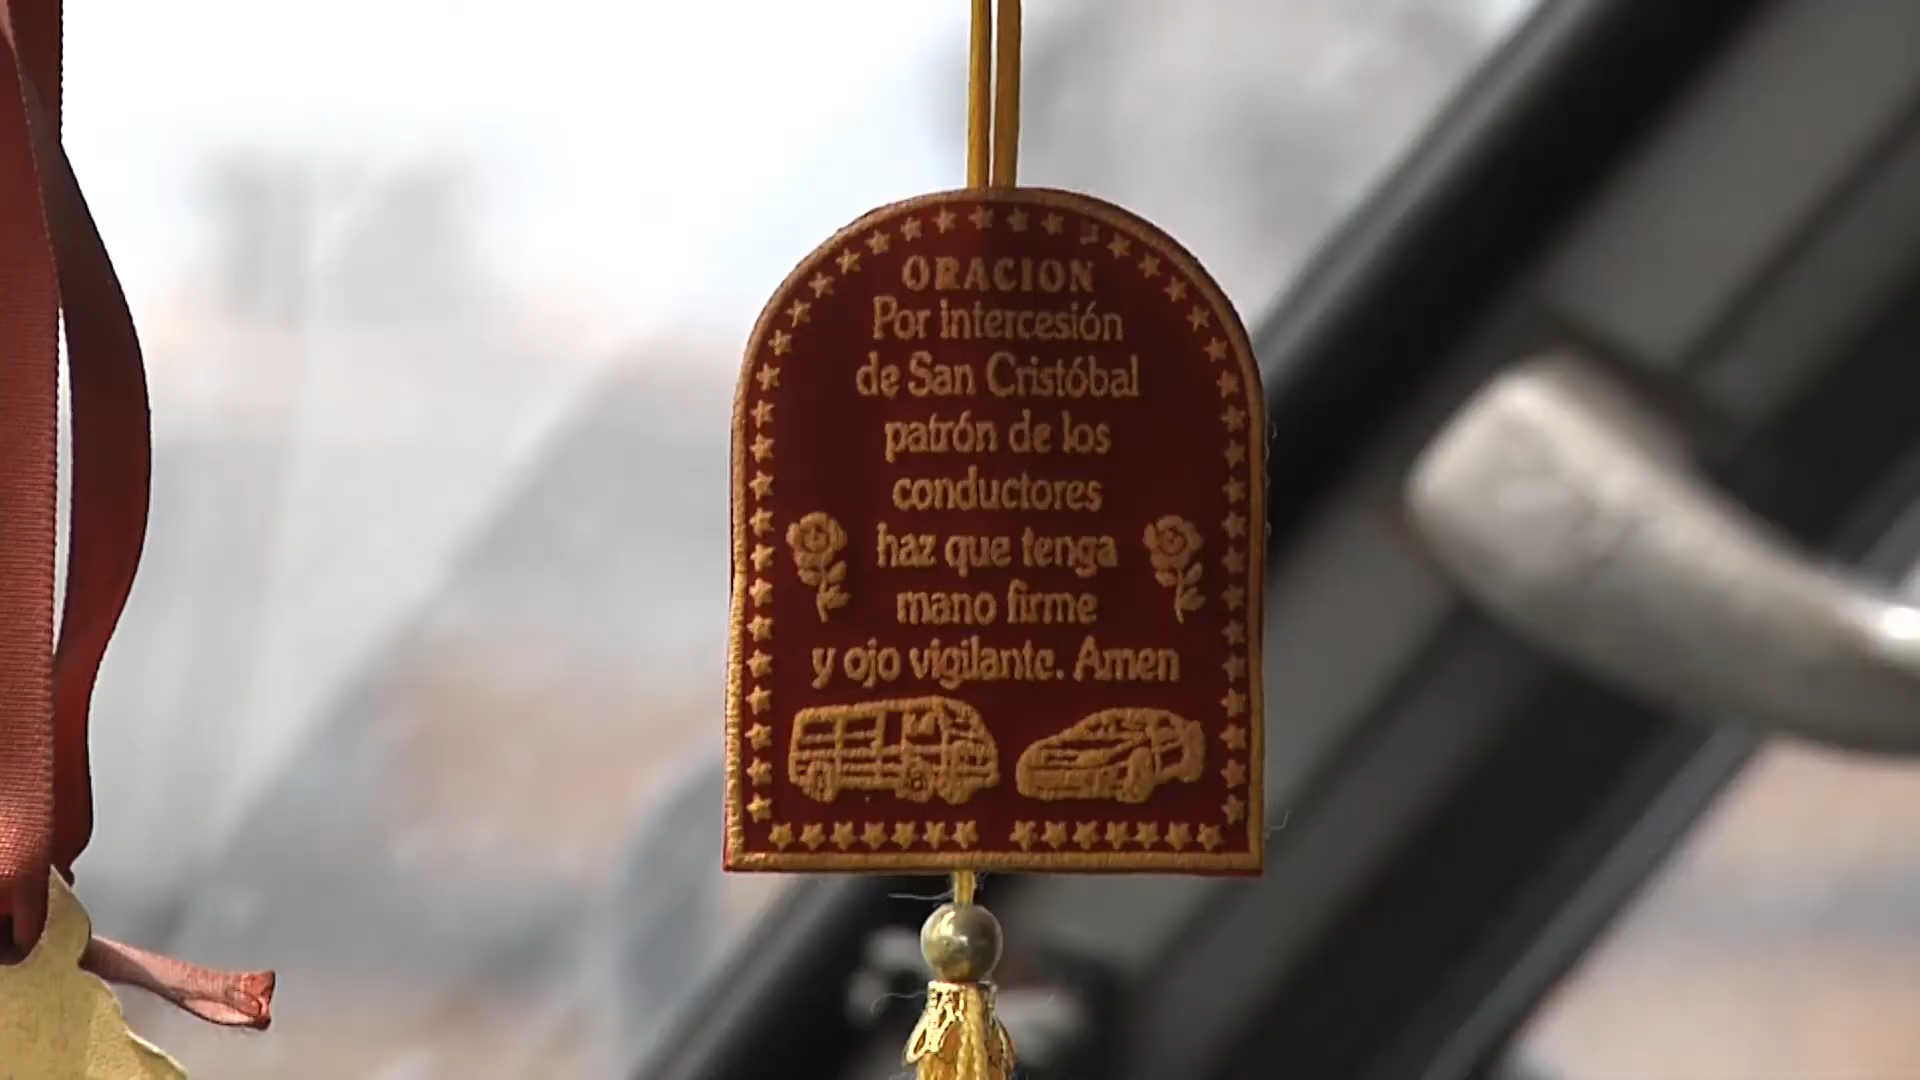 ORACION
Por intercesión
de San Cristóbal
patrón de los
conductores
haz que tenga
mano firme
y ojo vigilante. Amen